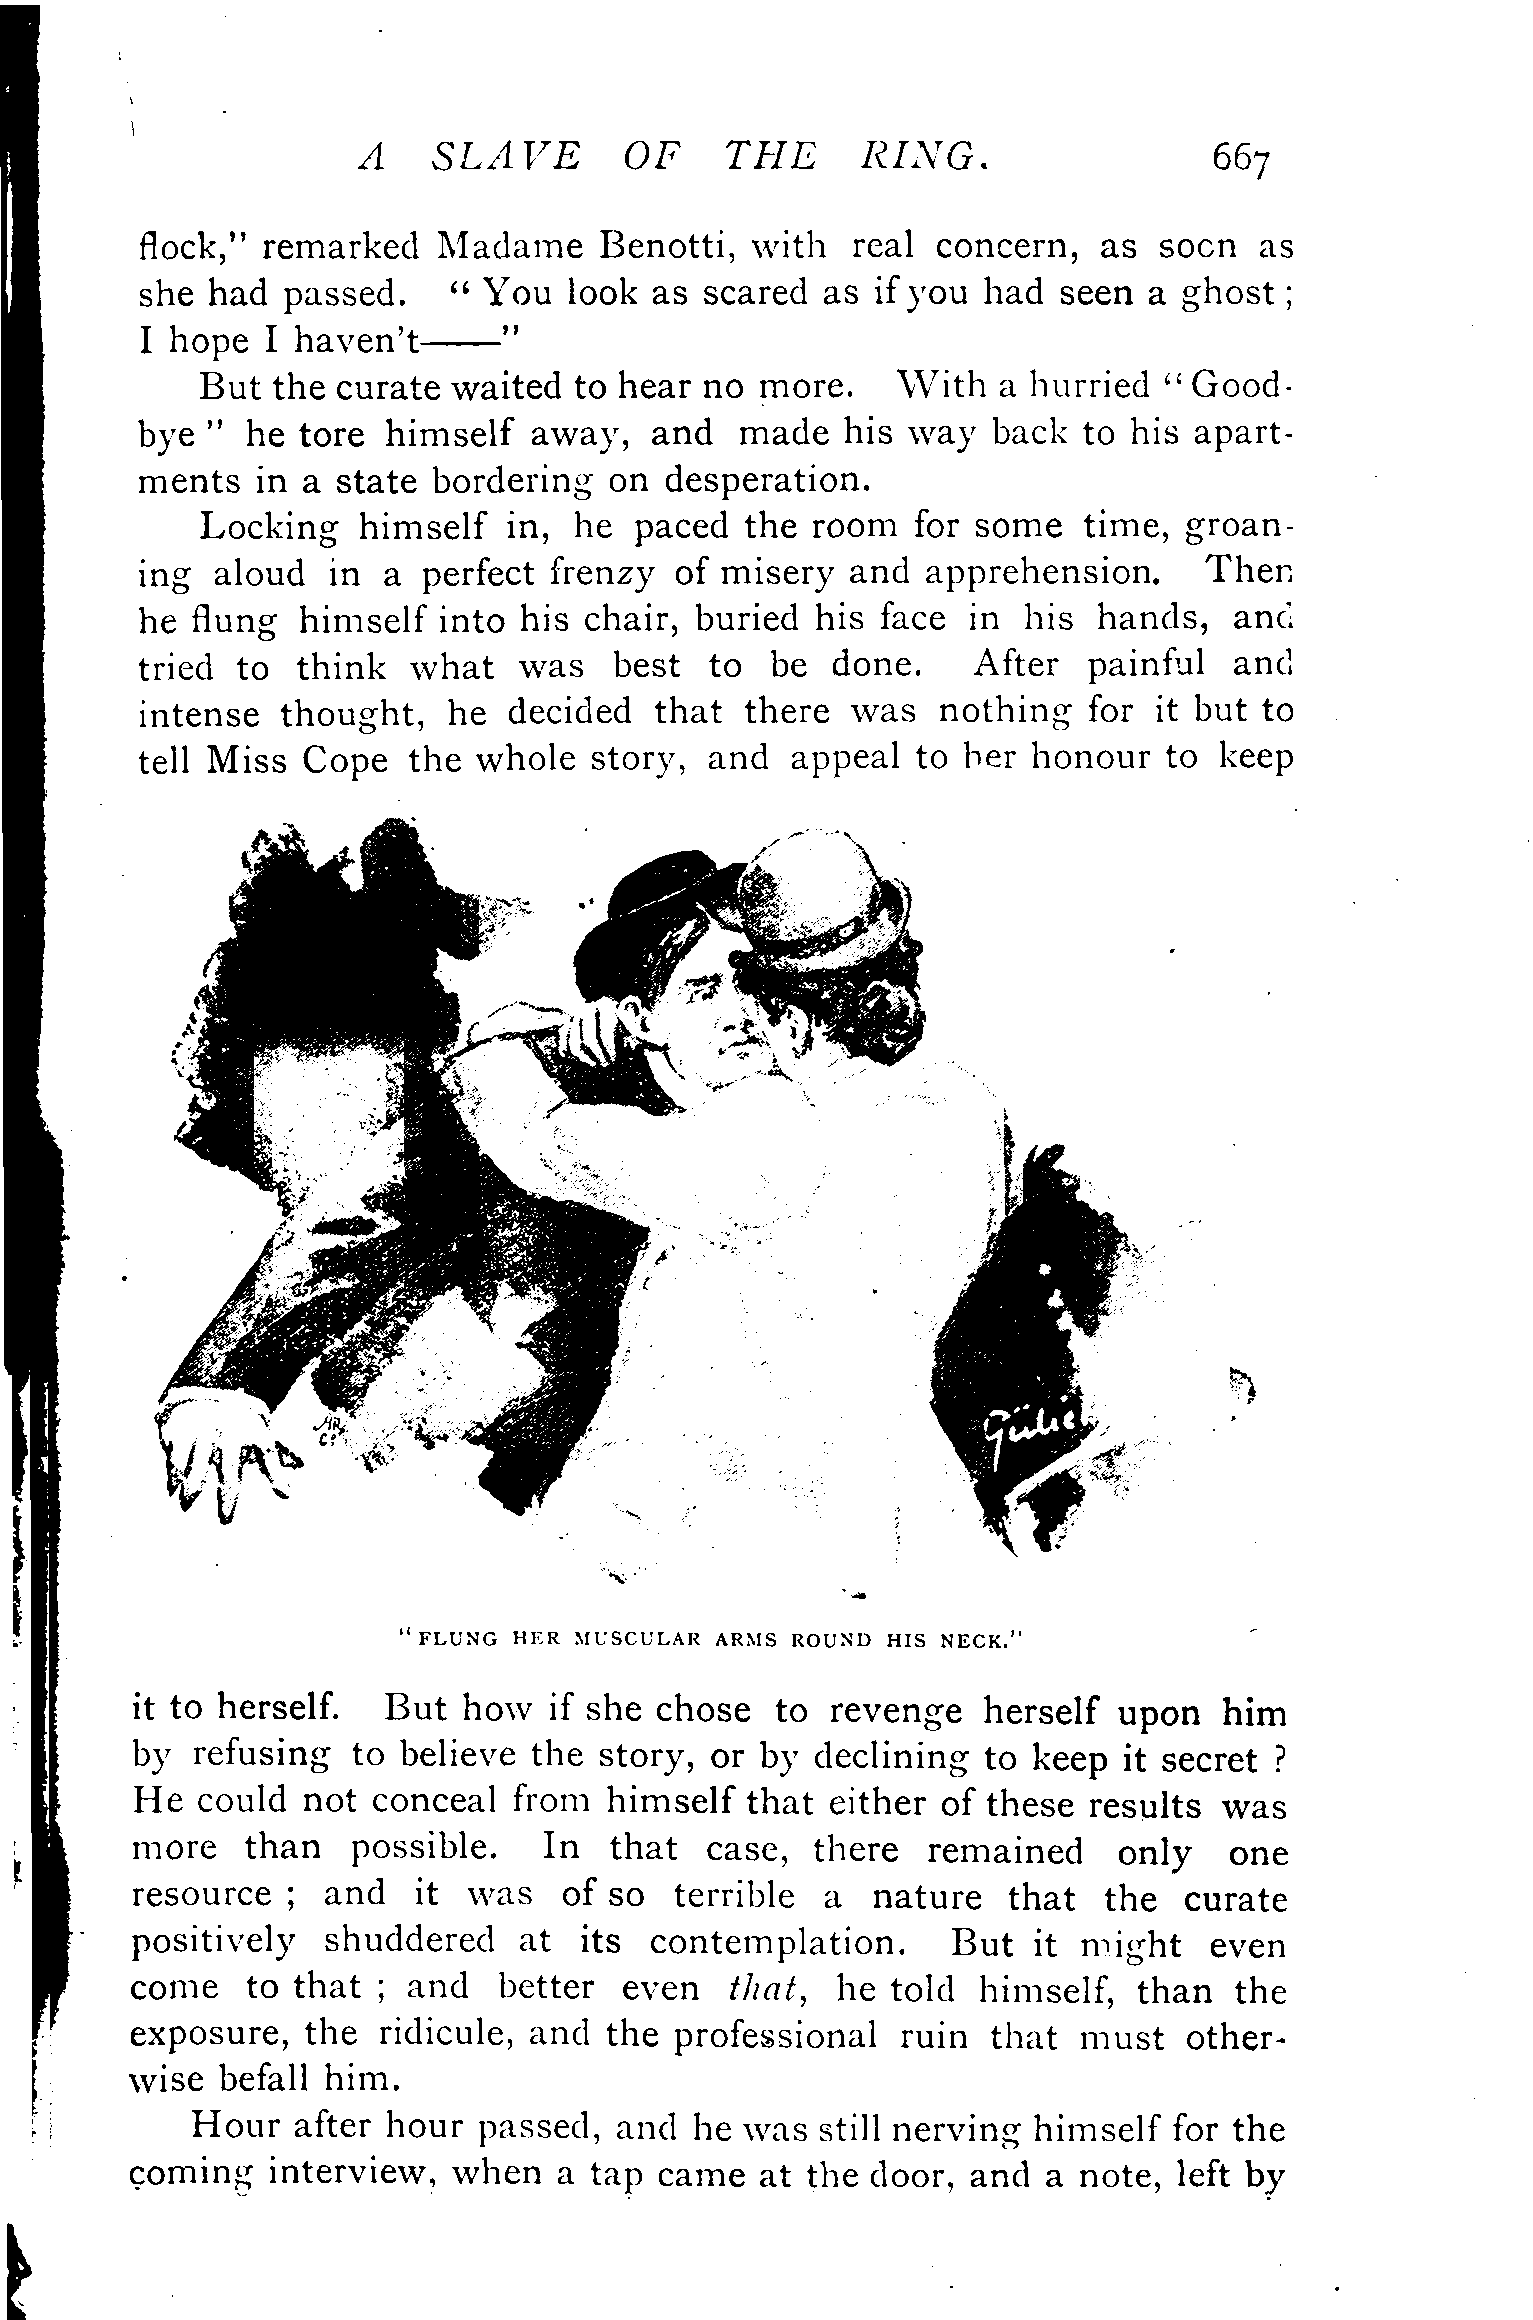 A SLAVE OF THE RING. 667
flock," remarked Madame Benotti, with real concern, as soon as
she had passed. " You look as scared as if you had seen a ghost ;
I hope I haven't——"
But the curate waited to hear no more. With a hurried " Good-
bye " he tore himself away, and made his way back to his apart-
ments in a state bordering on desperation.
Locking himself in, he paced the room for some time, groan-
ing aloud in a perfect frenzy of misery and apprehension. Then
he flung himself into his chair, buried his face in his hands, and
tried to think what was best to be done. After painful and
intense thought, he decided that there was nothing for it but to
tell Miss Cope the whole story, and appeal to her honour to keep
"FLUNG HER MUSCULAR ARMS ROUND HIS NECK."
it to herself. But how if she chose to revenge herself upon him
by refusing to believe the story, or by declining to keep it secret ?
He could not conceal from himself that either of these results was
more than possible. In that case, there remained only one
resource ; and it was of so terrible a nature that the curate
positively shuddered at its contemplation. But it might even
come to that ; and better even that, he told himself, than the
exposure, the ridicule, and the professional ruin that must other-
wise befall him.
Hour after hour passed, and he was still nerving himself for the
coming interview, when a tap came at the door, and a note, left by